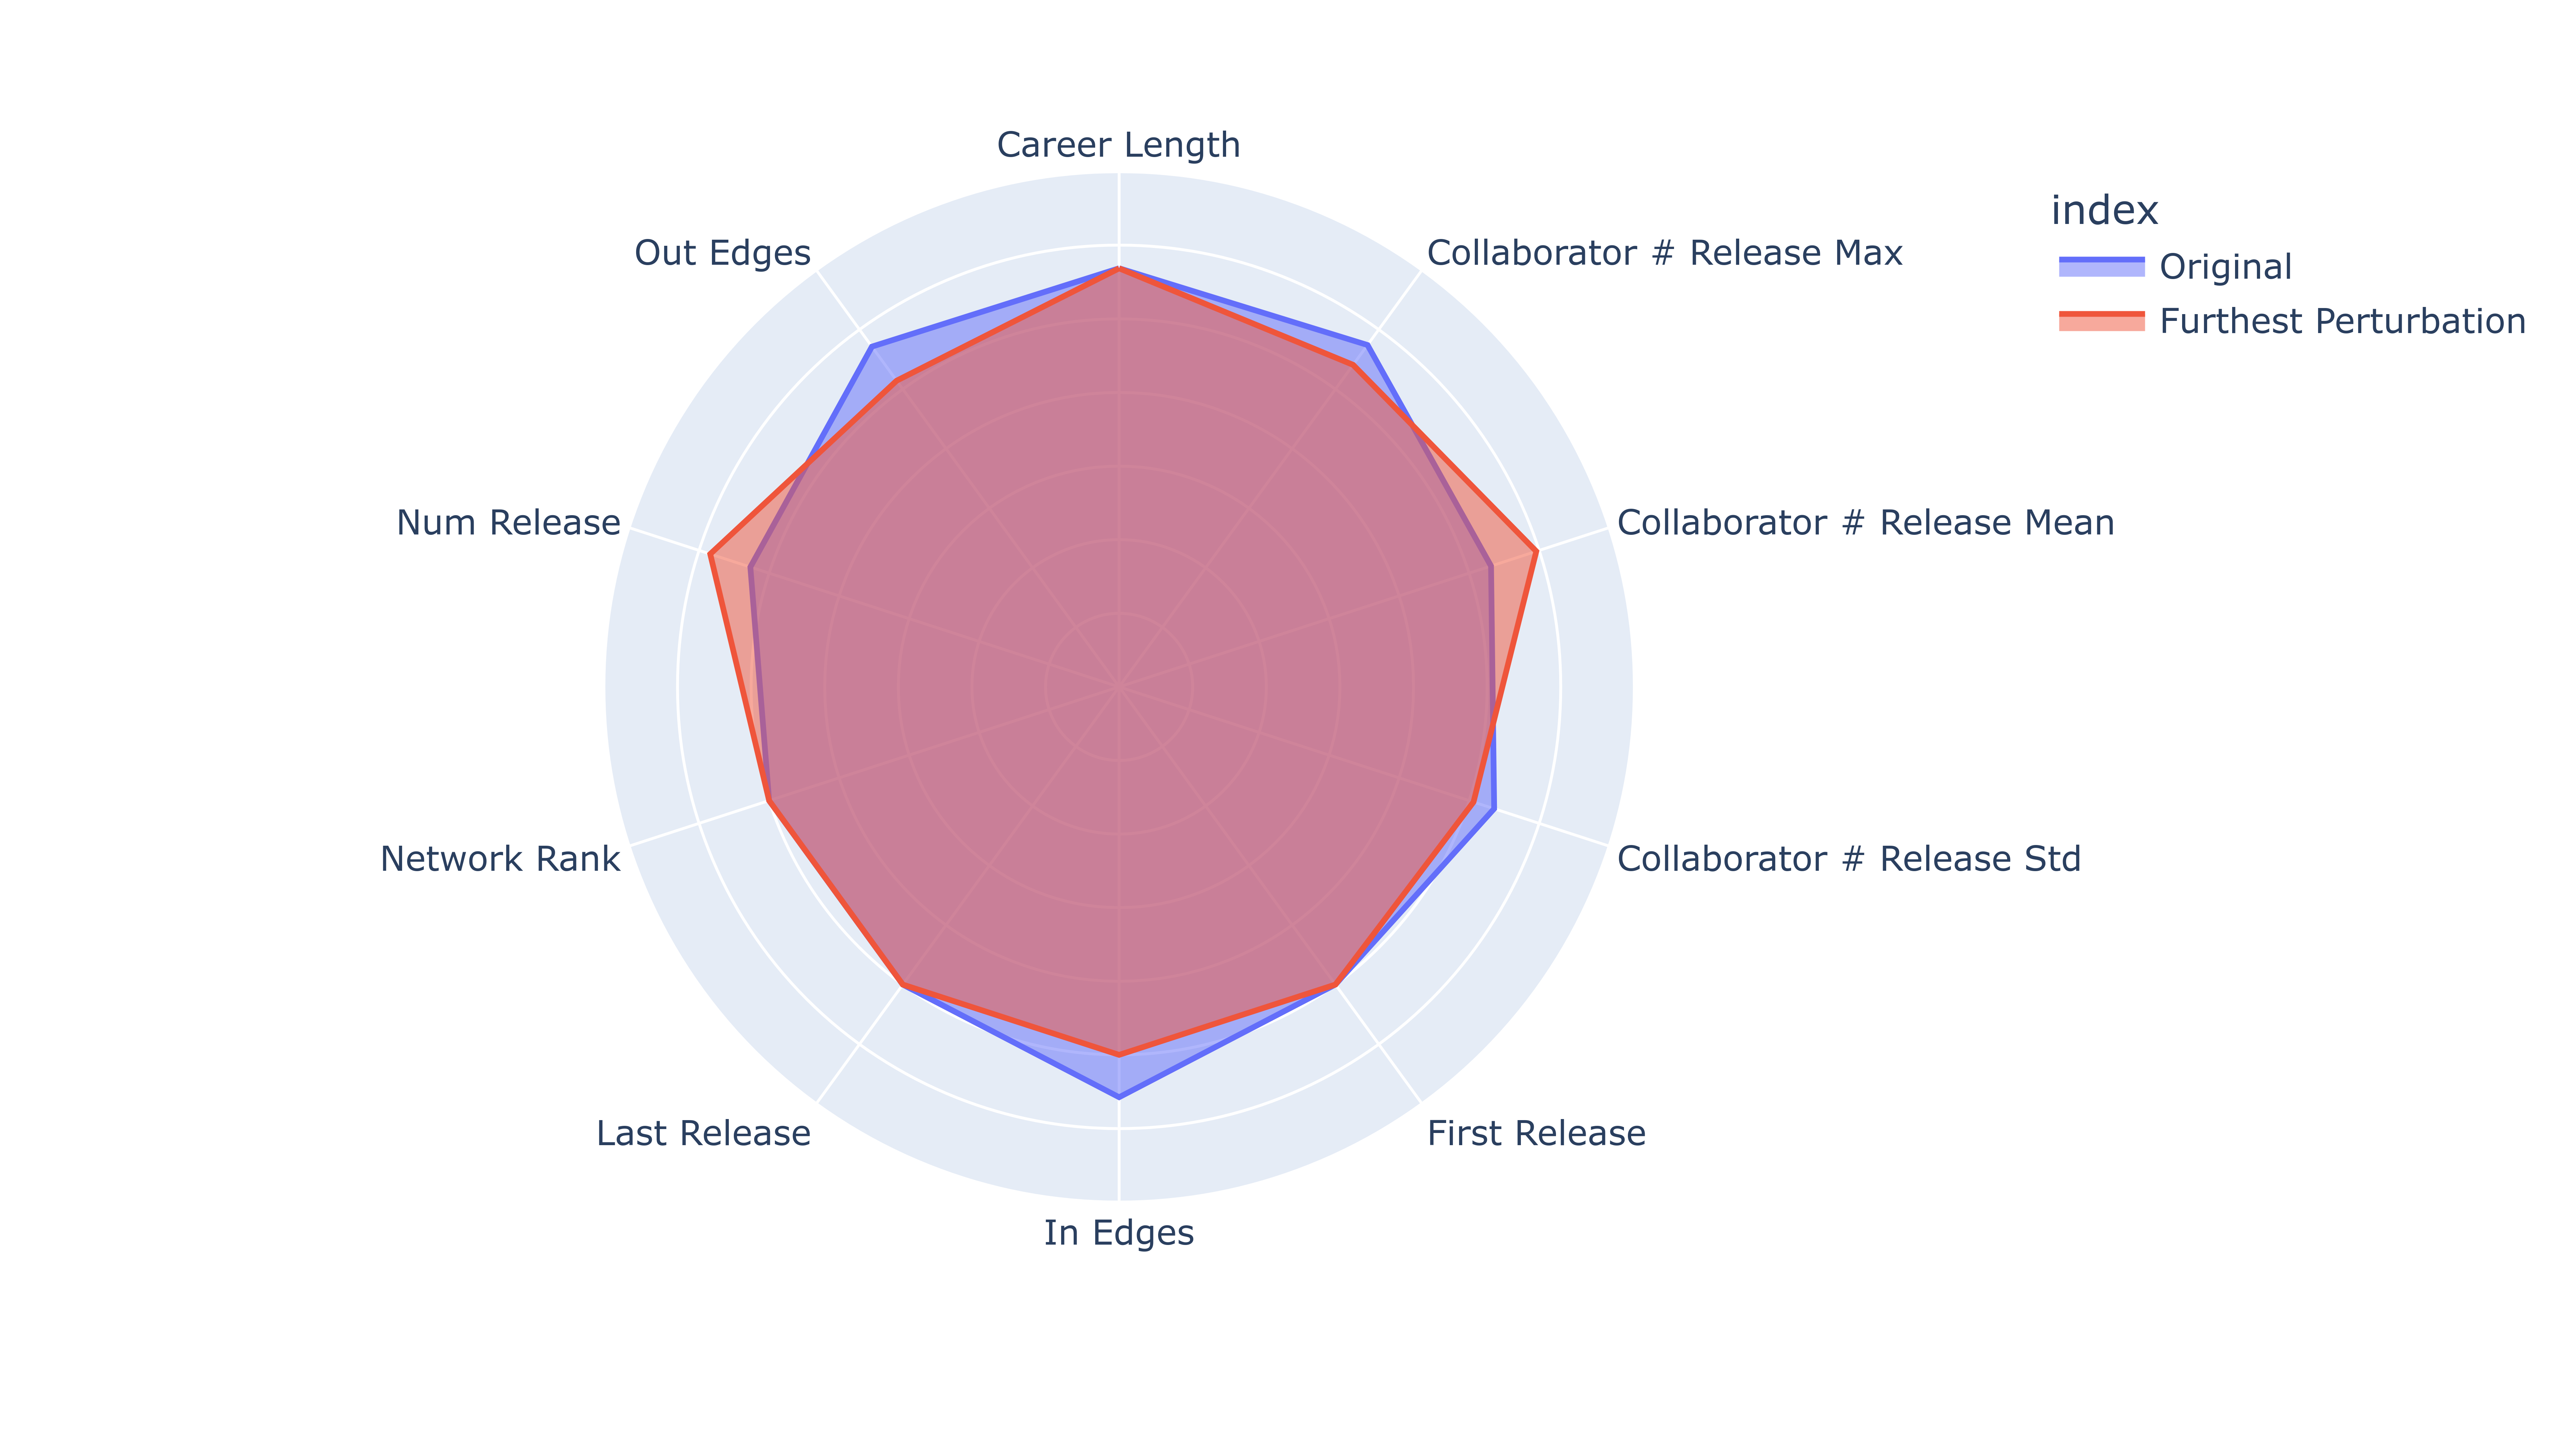 Career Length
Out Edges
Collaborator # Release Max
Num Release
Collaborator # Release Mean
Network Rank
Collaborator # Release Std
Last Release
First Release
In Edges
index
Original
Furthest Perturbation